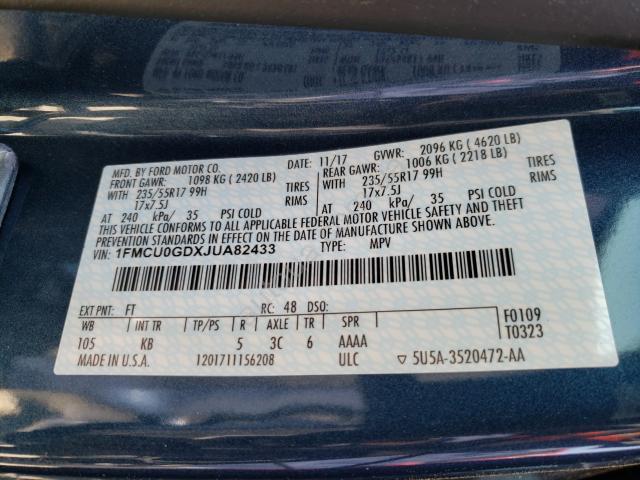 MFD. BY FORD MOTOR CO.
DATE: 11/17 GVWR: 2096 KG ( 4620 LB)
FRONT GAWR: 1098 KG ( 2420 LB) REAR GAWR: 1006 KG ( 2218 LB)
WITH 235/55R17 99H TIRES WITH 235/55R17 99H TIRES
17x7.5J RIMS 17x7.5J RIMS
AT 240 kPa/ 35 PSI COLD AT 240 kPa/ 35 PSI COLD
THIS VEHICLE CONFORMS TO ALL APPLICABLE FEDERAL MOTOR VEHICLE SAFETY AND THEFT
PREVENTION STANDARDS IN EFFECT ON THE DATE OF MANUFACTURE SHOWN ABOVE.
VIN: 1FMCU0GDXJUA82433 TYPE: MPV
EXT PNT: FT RC: 48 DSO:
WB INT TR TP/PS R AXLE TR SPR F0109
105 KB 5 3C 6 AAAA T0323
MADE IN U.S.A. 1201711156208 ULC 5U5A-3520472-AA